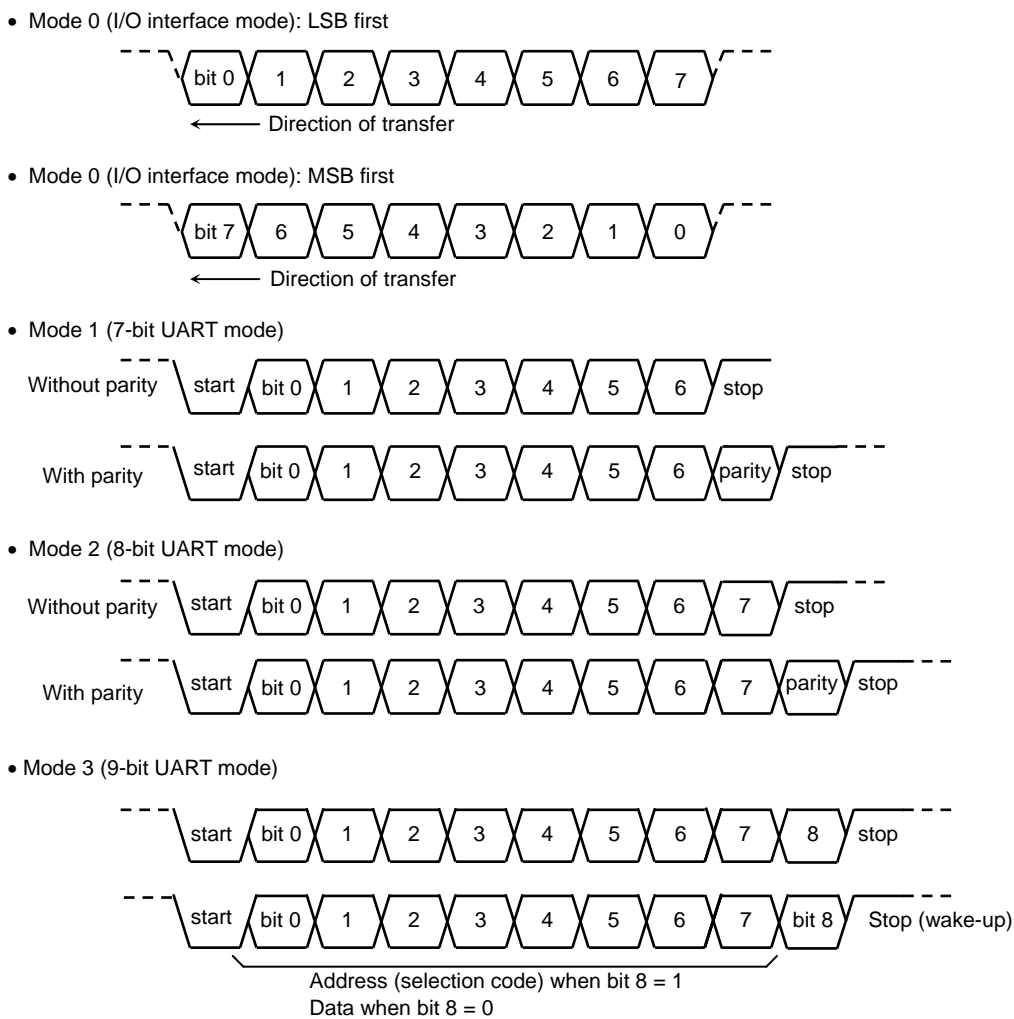 • Mode 0 (I/O interface mode): LSB first
bit 0 1 2 3 4 5 6 7
Direction of transfer
• Mode 0 (I/O interface mode): MSB first
bit 7 6 5 4 3 2 1 0
Direction of transfer
• Mode 1 (7-bit UART mode)
Without parity start bit 0 1 2 3 4 5 6 stop
With parity start bit 0 1 2 3 4 5 6 parity stop
• Mode 2 (8-bit UART mode)
Without parity start bit 0 1 2 3 4 5 6 7 stop
With parity start bit 0 1 2 3 4 5 6 7 parity stop
• Mode 3 (9-bit UART mode)
start bit 0 1 2 3 4 5 6 7 8 stop
start bit 0 1 2 3 4 5 6 7 bit 8 Stop (wake-up)
Address (selection code) when bit 8 = 1
Data when bit 8 = 0